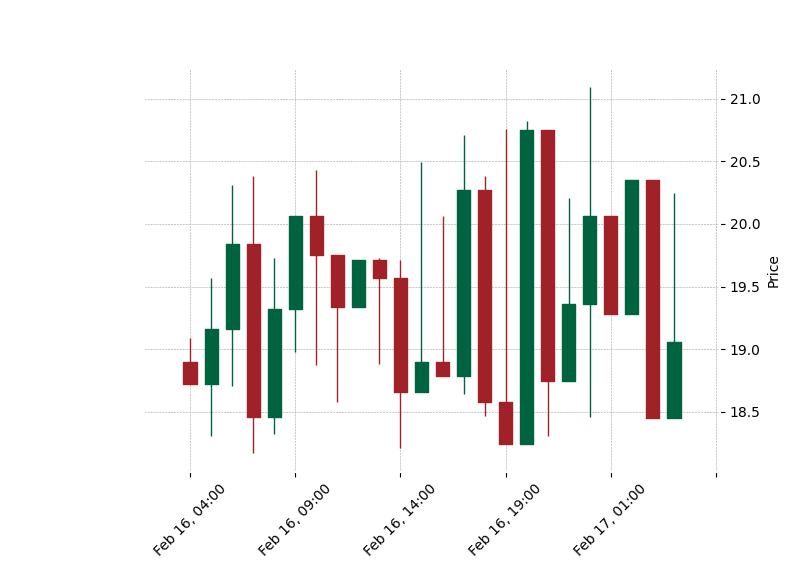 21.0
20.5
20.0
19.5
19.0
18.5
Price
Feb 16, 04:00
Feb 16, 09:00
Feb 16, 14:00
Feb 16, 19:00
Feb 17, 01:00